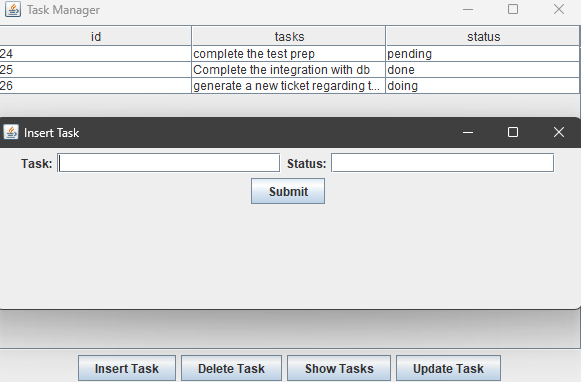 Task Manager
id tasks status
24 complete the test prep pending
25 Complete the integration with db done
26 generate a new ticket regarding t... doing
Insert Task
Task: Status:
Submit
Insert Task Delete Task Show Tasks Update Task